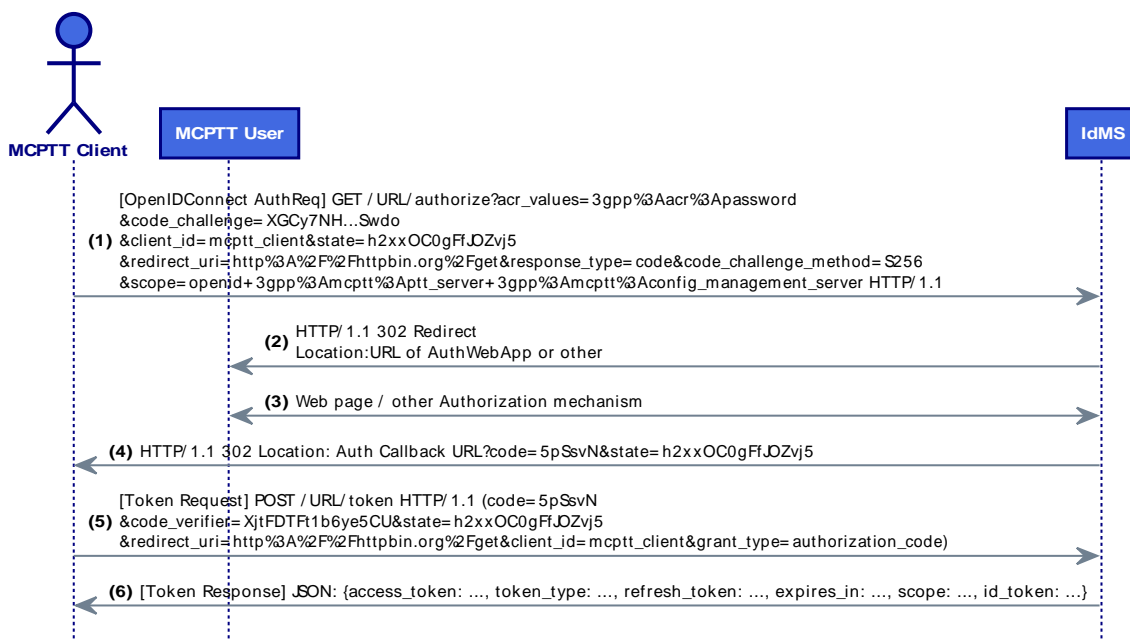 MCPTT Client
MCPTT User
IdMS
[OpenIDConnect AuthReq] GET /URL/authorize?acr_values=3gpp%3Aacr%3Apassword
&code_challenge=XGCy7NH...Swdo
(1) &client_id=mcptt_client&state=h2xxOC0gFfJOZvj5
&redirect_uri=http%3A%2F%2Fhttpbin.org%2Fget&response_type=code&code_challenge_method=S256
&scope=openid+3gpp%3Amcptt%3Aptt_server+3gpp%3Amcptt%3Aconfig_management_server HTTP/1.1
HTTP/1.1 302 Redirect
(2)
Location:URL of AuthWebApp or other
(3) Web page / other Authorization mechanism
(4) HTTP/1.1 302 Location: Auth Callback URL?code=5pSsvN&state=h2xxOC0gFfJOZvj5
[Token Request] POST /URL/token HTTP/1.1 (code=5pSsvN
(5) &code_verifier=XjtFDTFt1b6ye5CU&state=h2xxOC0gFfJOZvj5
&redirect_uri=http%3A%2F%2Fhttpbin.org%2Fget&client_id=mcptt_client&grant_type=authorization_code)
(6) [Token Response] JSON: {access_token: ..., token_type: ..., refresh_token: ..., expires_in: ..., scope: ..., id_token: ...}